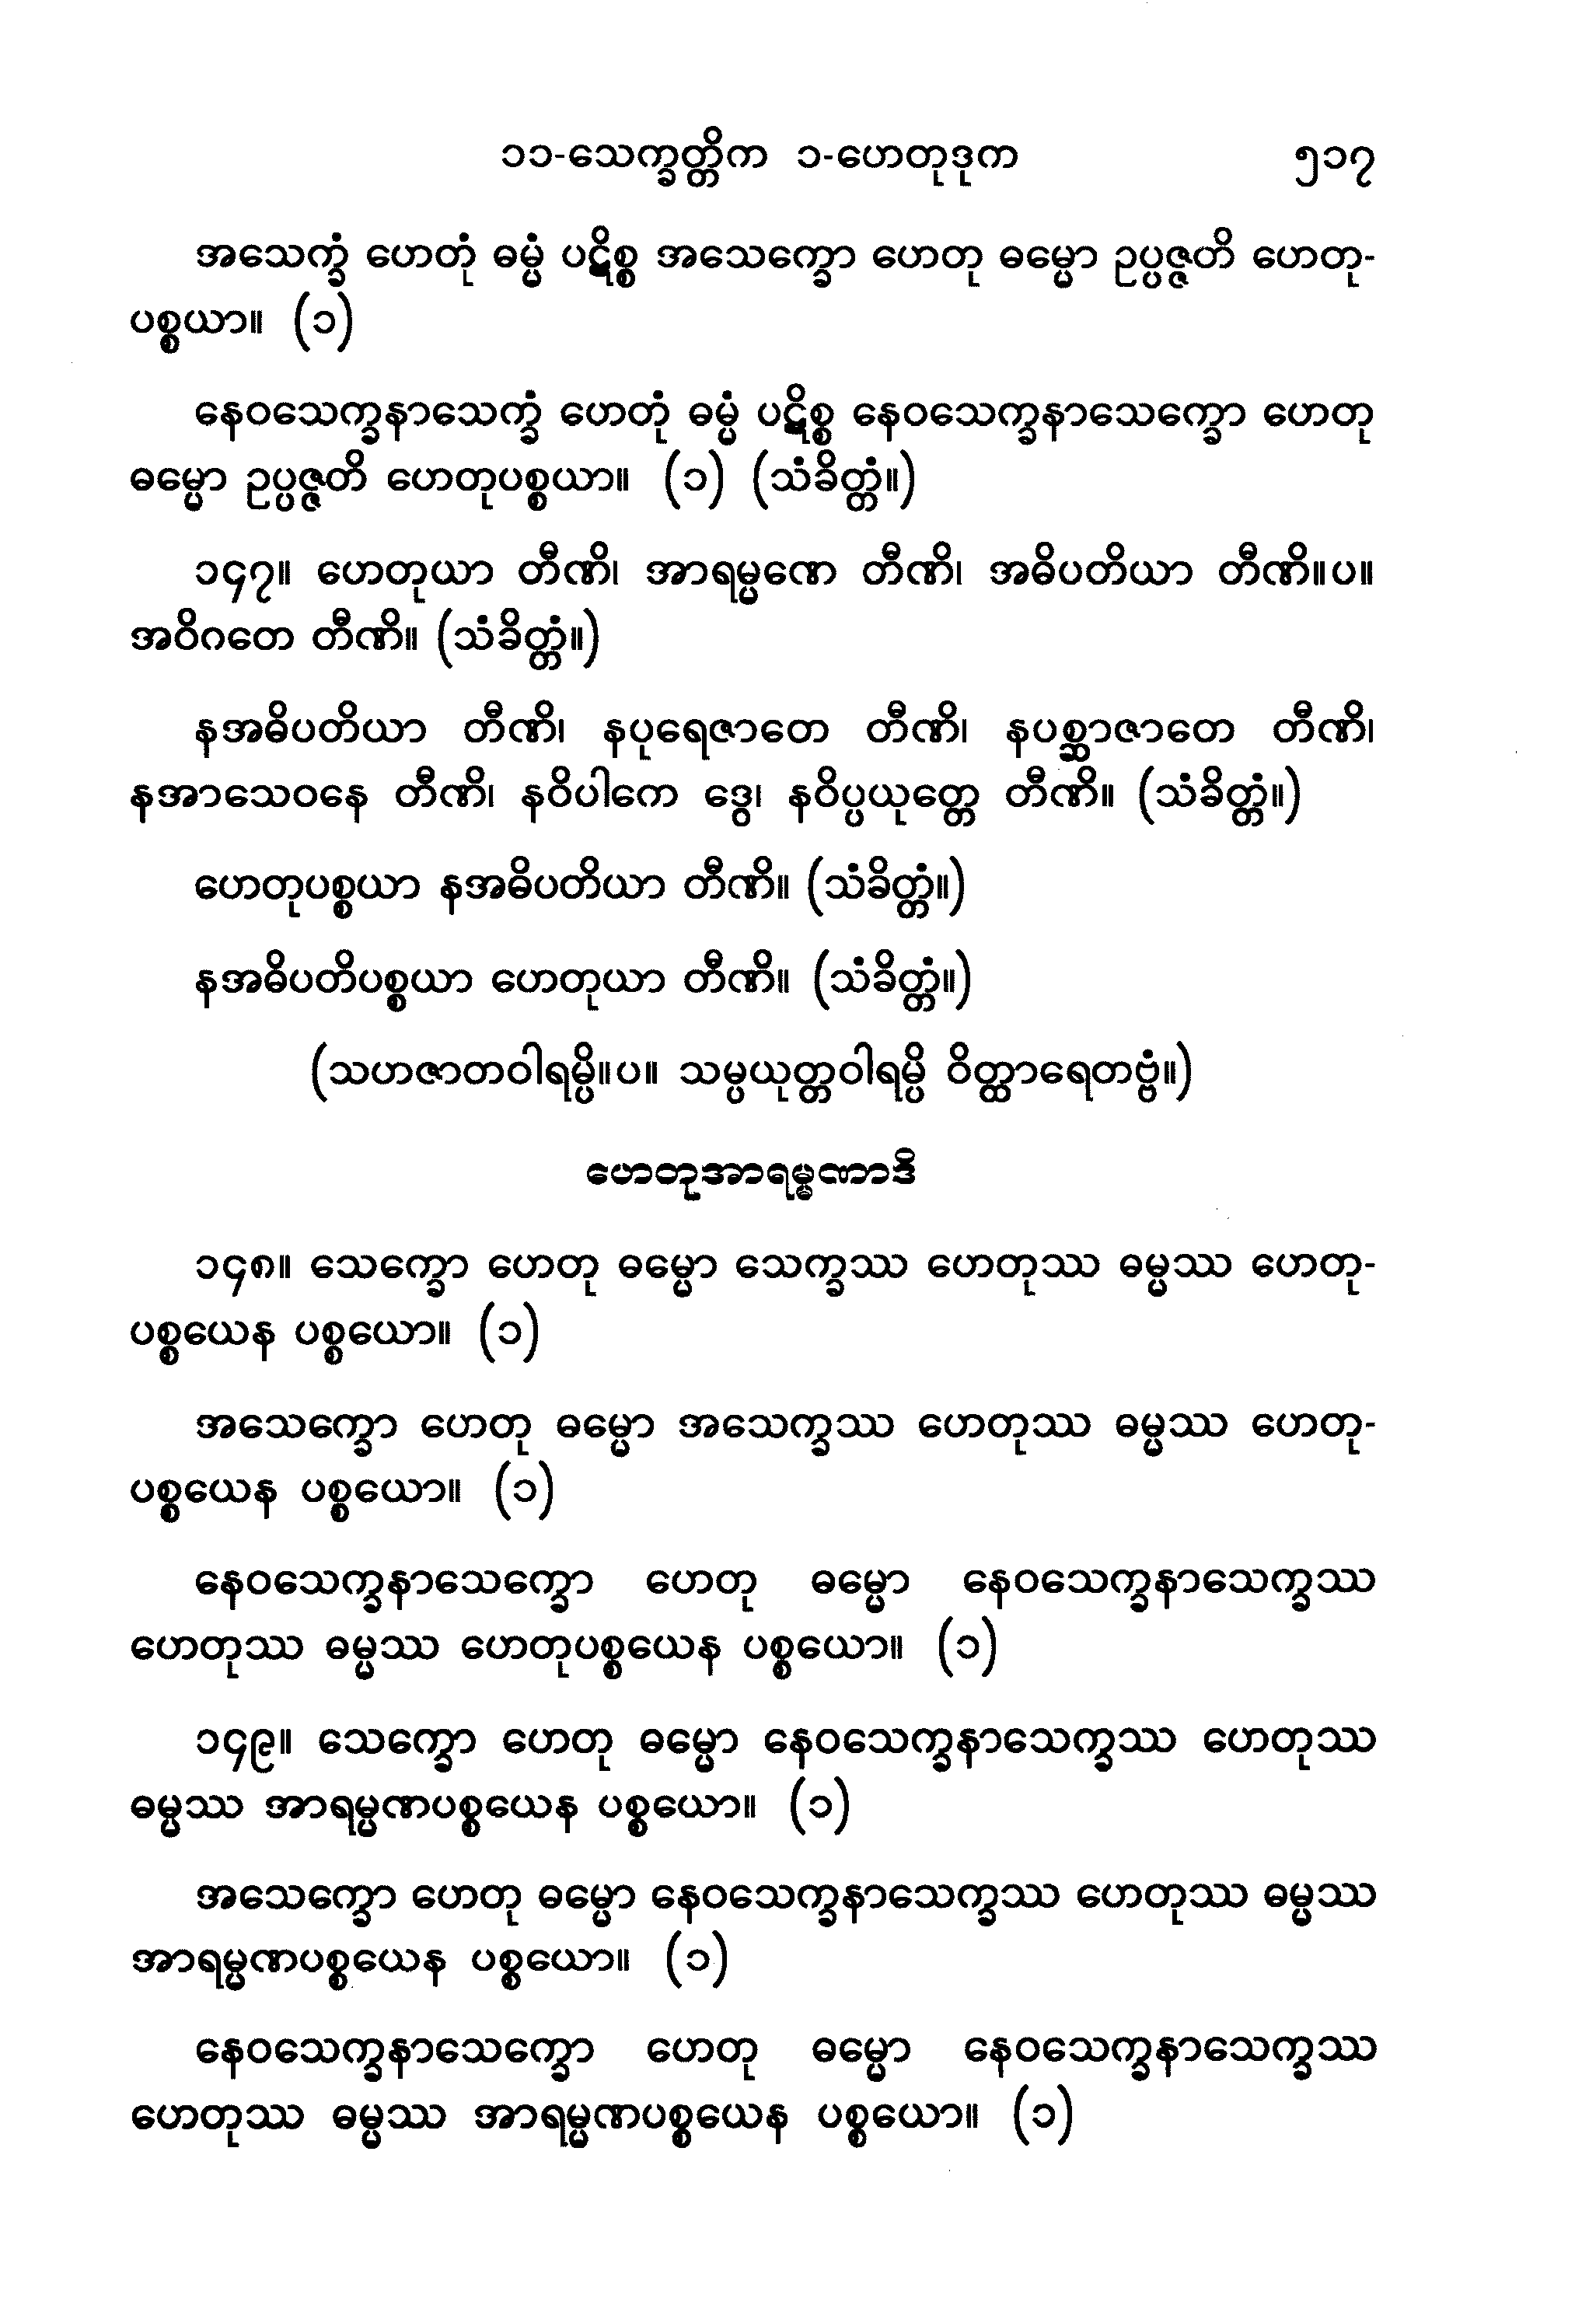 ၁၁-သေက္ခတ္တိက ၁-ဟေတုဒုက ၅၁၇
အသေက္ခံ ဟေတုံ ဓမ္မံ ပဋိစ္စ အသေက္ခော ဟေတု ဓမ္မော ဥပ္ပဇ္ဇတိ ဟေတု-
ပစ္စယာ။ (၁)
နေဝသေက္ခနာသေက္ခံ ဟေတုံ ဓမ္မံ ပဋိစ္စ နေဝသေက္ခနာသေက္ခော ဟေတု
ဓမ္မော ဥပ္ပဇ္ဇတိ ဟေတုပစ္စယာ။ (၁) (သံခိတ္တံ။)
၁၄၇။ ဟေတုယာ တီဏိ၊ အာရမ္မဏေ တီဏိ၊ အဓိပတိယာ တီဏိ။ပ။
အဝိဂတေ တီဏိ။ (သံခိတ္တံ။)
နအဓိပတိယာ တီဏိ၊ နပုရေဇာတေ တီဏိ၊ နပစ္ဆာဇာတေ တီဏိ၊
နအာသေဝနေ တီဏိ၊ နဝိပါကေ ဒွေ၊ နဝိပ္ပယုတ္တေ တီဏိ။ (သံခိတ္တံ။)
ဟေတုပစ္စယာ နအဓိပတိယာ တီဏိ။ (သံခိတ္တံ။)
နအဓိပတိပစ္စယာ ဟေတုယာ တီဏိ။ (သံခိတ္တံ။)
(သဟဇာတဝါရမ္ပိ။ပ။ သမ္ပယုတ္တဝါရမ္ပိ ဝိတ္ထာရေတဗ္ဗံ။)
ဟေတုအာရမ္မဏာဒိ
၁၄၈။ သေက္ခော ဟေတု ဓမ္မော သေက္ခဿ ဟေတုဿ ဓမ္မဿ ဟေတု-
ပစ္စယေန ပစ္စယော။ (၁)
အသေက္ခော ဟေတု ဓမ္မော အသေက္ခဿ ဟေတုဿ ဓမ္မဿ ဟေတု-
ပစ္စယေန ပစ္စယော။ (၁)
နေဝသေက္ခနာသေက္ခော ဟေတု ဓမ္မော နေဝသေက္ခနာသေက္ခဿ
ဟေတုဿ ဓမ္မဿ ဟေတုပစ္စယေန ပစ္စယော။ (၁)
၁၄၉။ သေက္ခော ဟေတု ဓမ္မော နေဝသေက္ခနာသေက္ခဿ ဟေတုဿ
ဓမ္မဿ အာရမ္မဏပစ္စယေန ပစ္စယော။ (၁)
အသေက္ခော ဟေတု ဓမ္မော နေဝသေက္ခနာသေက္ခဿ ဟေတုဿ ဓမ္မဿ
အာရမ္မဏပစ္စယေန ပစ္စယော။ (၁)
နေဝသေက္ခနာသေက္ခော ဟေတု ဓမ္မော နေဝသေက္ခနာသေက္ခဿ
ဟေတုဿ ဓမ္မဿ အာရမ္မဏပစ္စယေန ပစ္စယော။ (၁)